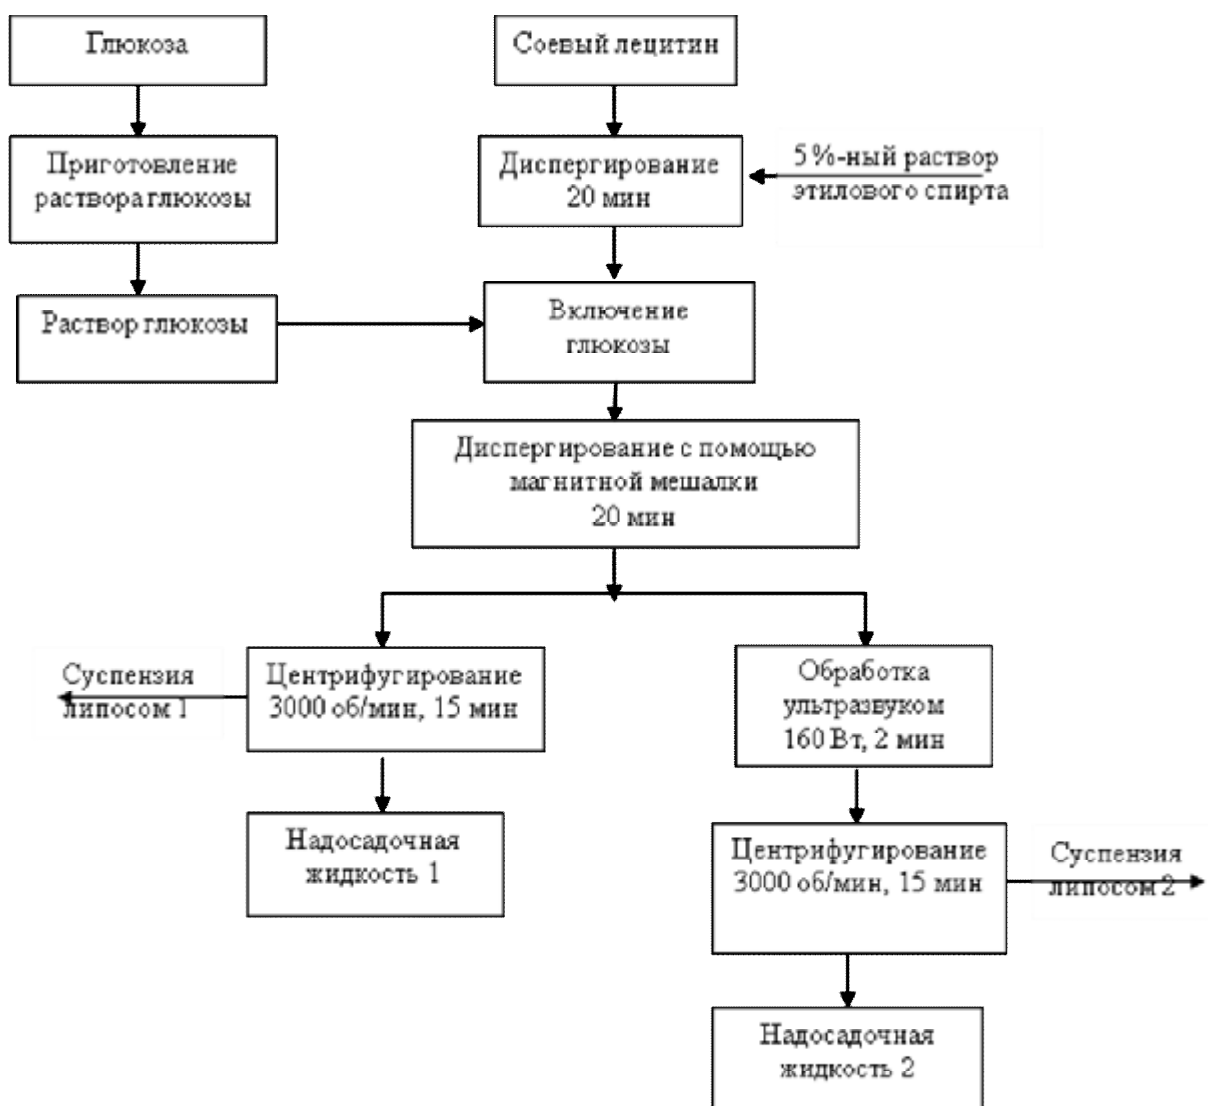 Глюкоза
Соевый лецитин
Приготовление
раствора глюкозы
Диспергирование
20 мин
5%-ный раствор
этилового спирта
Раствор глюкозы
Включение
глюкозы
Диспергирование с помощью
магнитной мешалки
20 мин
Суспензия
липосом 1
Центрифугирование
3000 об/мин, 15 мин
Обработка
ультразвуком
160 Вт, 2 мин
Надосадочная
жидкость 1
Центрифугирование
3000 об/мин, 15 мин
Суспензия
липосом 2
Надосадочная
жидкость 2